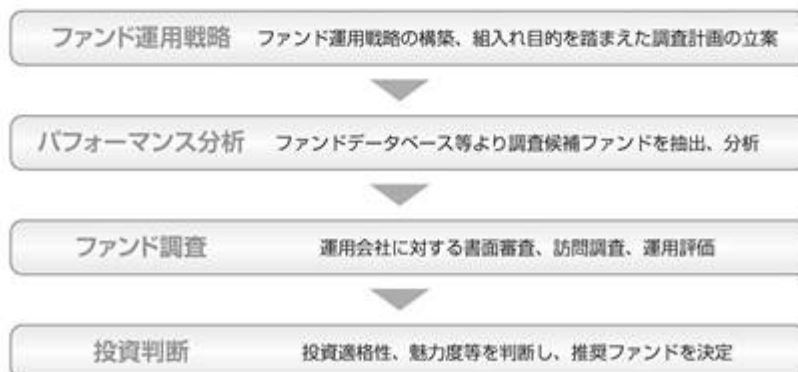 ファンド運用戦略 ファンド運用戦略の構築、組入れ目的を踏まえた調査計画の立案
パフォーマンス分析 ファンドデータベース等より調査候補ファンドを抽出、分析
ファンド調査 運用会社に対する書面審査、訪問調査、運用評価
投資判断 投資適格性、魅力度等を判断し、推奨ファンドを決定